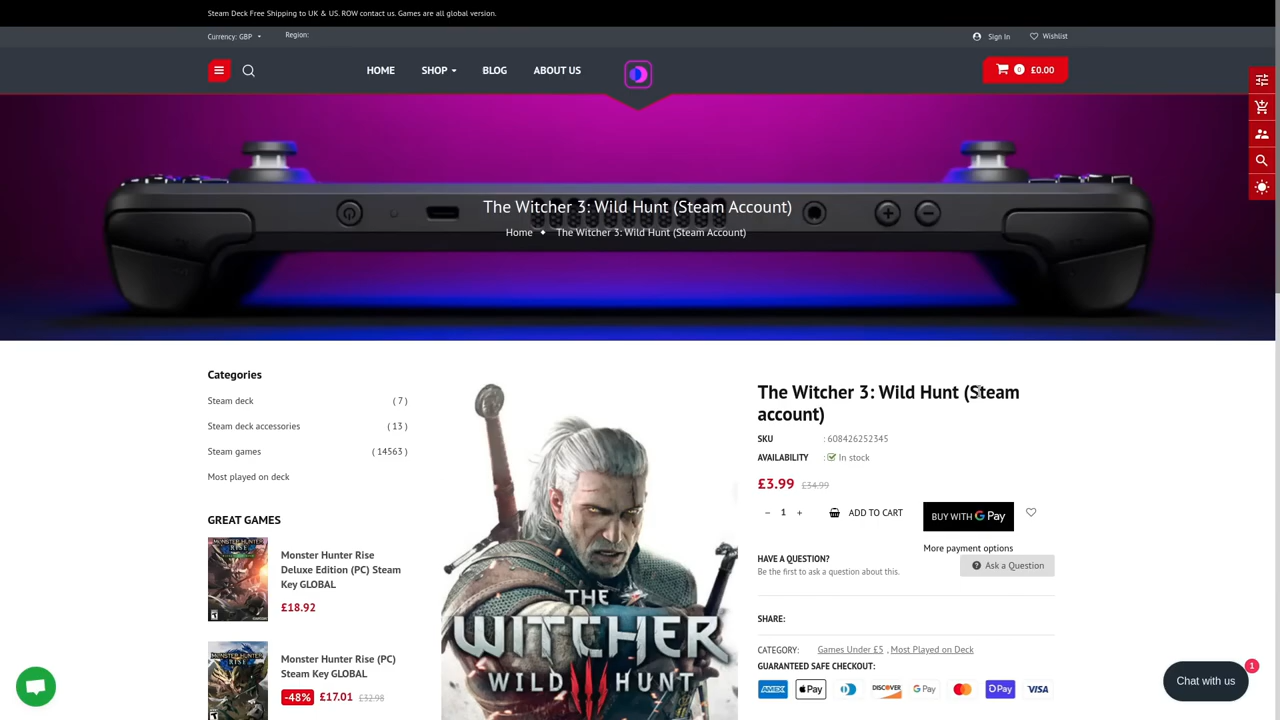 Steam Deck Free Shipping to UK & US. ROW contact us. Games are all global version.
Currency: GBP
Region:
Sign In
Wishlist
HOME
SHOP
BLOG
ABOUT US
0 £0.00
The Witcher 3: Wild Hunt (Steam Account)
Home The Witcher 3: Wild Hunt (Steam Account)
Categories
Steam deck ( 7 )
Steam deck accessories ( 13 )
Steam games ( 14563 )
Most played on deck
GREAT GAMES
Monster Hunter Rise
Deluxe Edition (PC) Steam
Key GLOBAL
£18.92
Monster Hunter Rise (PC)
Steam Key GLOBAL
-48% £17.01 £32.98
THE
WITCHER
WILD HUNT
The Witcher 3: Wild Hunt (Steam
account)
SKU : 608426252345
AVAILABILITY : In stock
£3.99 £34.99
− 1 + ADD TO CART
BUY WITH G Pay
More payment options
HAVE A QUESTION?
Be the first to ask a question about this.
Ask a Question
SHARE:
CATEGORY: Games Under £5 , Most Played on Deck
GUARANTEED SAFE CHECKOUT:
AMEX Pay DISCOVER G Pay Pay VISA
Chat with us
1